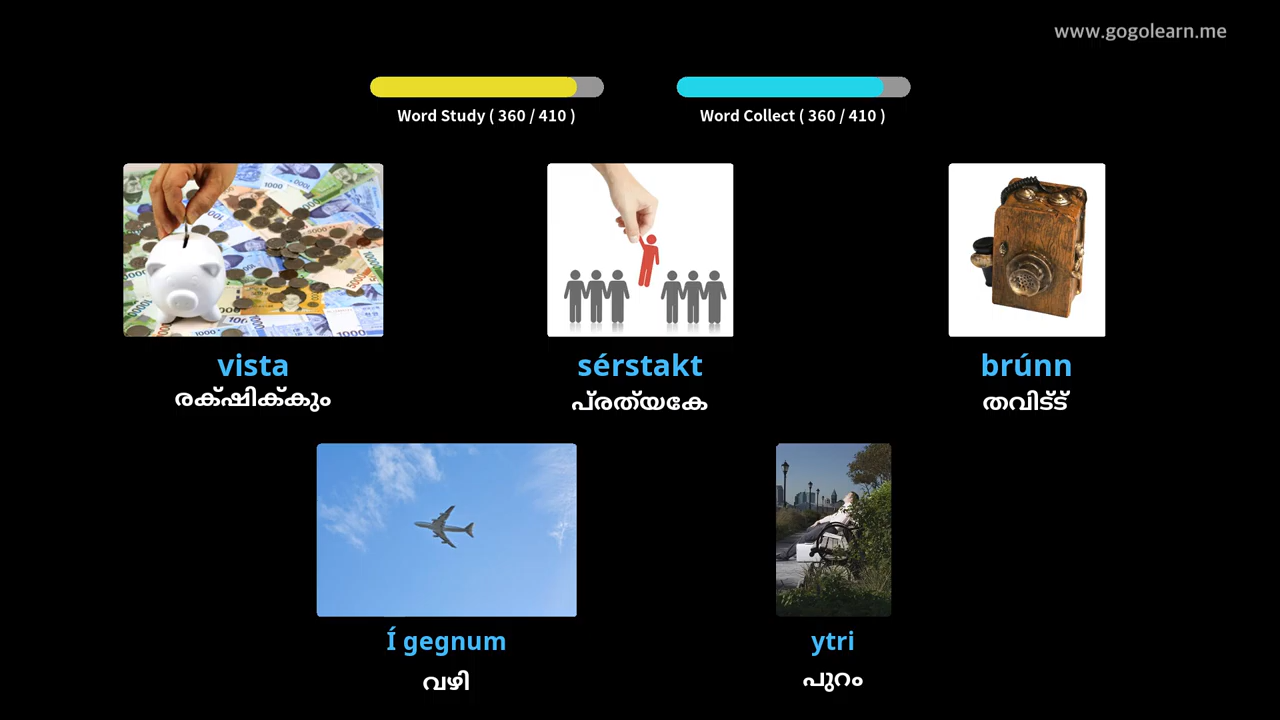 www.gogolearn.me
Word Study ( 360 / 410 )
Word Collect ( 360 / 410 )
vista
രക്ഷിക്കും
sérstakt
പ്രത്യകേ
brúnn
തവിട്ട്
Í gegnum
വഴി
ytri
പുറം